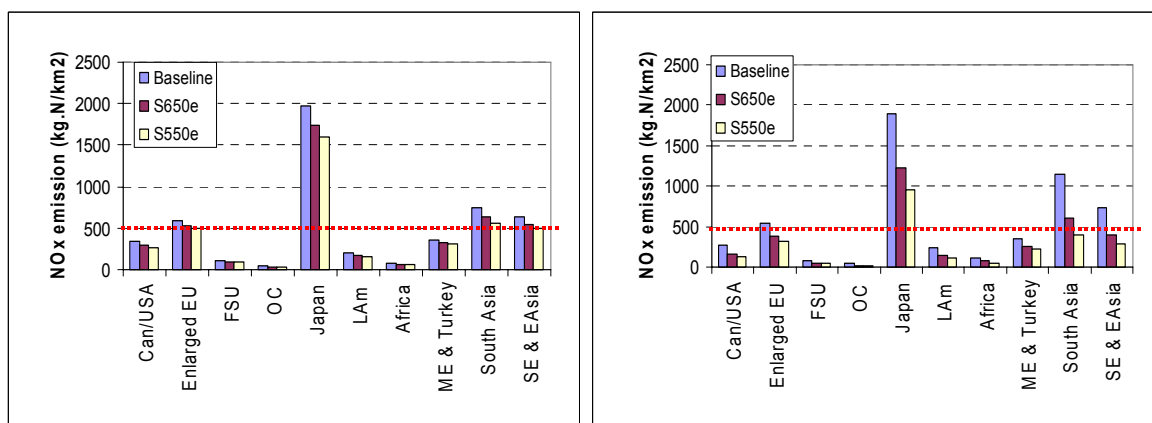 NOx emission (kg.N/km2)
2500
2000
1500
1000
500
0
Baseline
S650e
S550e
Can/USA
Enlarged EU
FSU
OC
Japan
LAm
Africa
ME & Turkey
South Asia
SE & EAsia
NOx emission (kg.N/km2)
2500
2000
1500
1000
500
0
Baseline
S650e
S550e
Can/USA
Enlarged EU
FSU
OC
Japan
LAm
Africa
ME & Turkey
South Asia
SE & EAsia